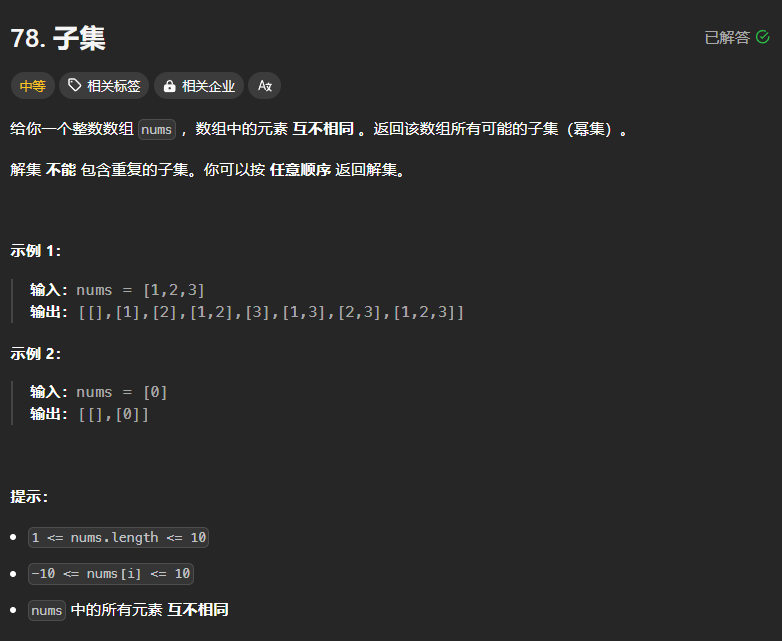 78. 子集
已解答
中等 相关标签 相关企业
给你一个整数数组 nums ，数组中的元素 互不相同 。返回该数组所有可能的子集（幂集）。
解集 不能 包含重复的子集。你可以按 任意顺序 返回解集。
示例 1：
输入：nums = [1,2,3]
输出：[[],[1],[2],[1,2],[3],[1,3],[2,3],[1,2,3]]
示例 2：
输入：nums = [0]
输出：[[],[0]]
提示：
1 <= nums.length <= 10
-10 <= nums[i] <= 10
nums 中的所有元素 互不相同